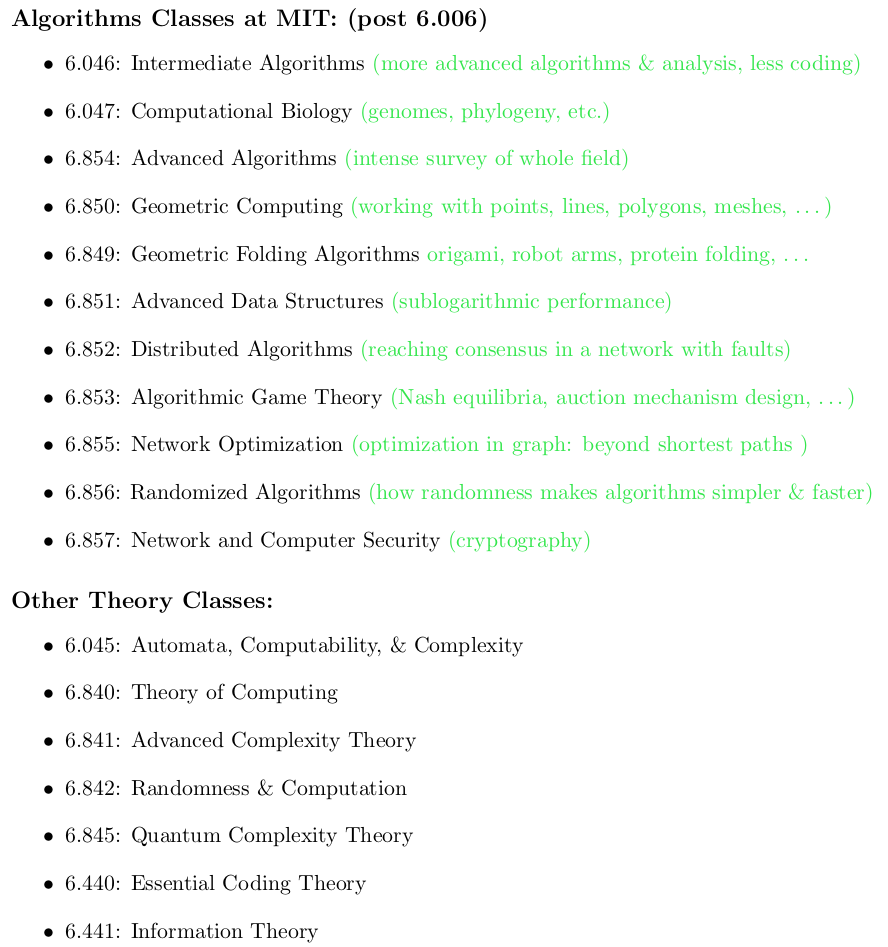 Algorithms Classes at MIT: (post 6.006)
• 6.046: Intermediate Algorithms (more advanced algorithms & analysis, less coding)
• 6.047: Computational Biology (genomes, phylogeny, etc.)
• 6.854: Advanced Algorithms (intense survey of whole field)
• 6.850: Geometric Computing (working with points, lines, polygons, meshes, ...)
• 6.849: Geometric Folding Algorithms origami, robot arms, protein folding, ...
• 6.851: Advanced Data Structures (sublogarithmic performance)
• 6.852: Distributed Algorithms (reaching consensus in a network with faults)
• 6.853: Algorithmic Game Theory (Nash equilibria, auction mechanism design, ...)
• 6.855: Network Optimization (optimization in graph: beyond shortest paths )
• 6.856: Randomized Algorithms (how randomness makes algorithms simpler & faster)
• 6.857: Network and Computer Security (cryptography)
Other Theory Classes:
• 6.045: Automata, Computability, & Complexity
• 6.840: Theory of Computing
• 6.841: Advanced Complexity Theory
• 6.842: Randomness & Computation
• 6.845: Quantum Complexity Theory
• 6.440: Essential Coding Theory
• 6.441: Information Theory